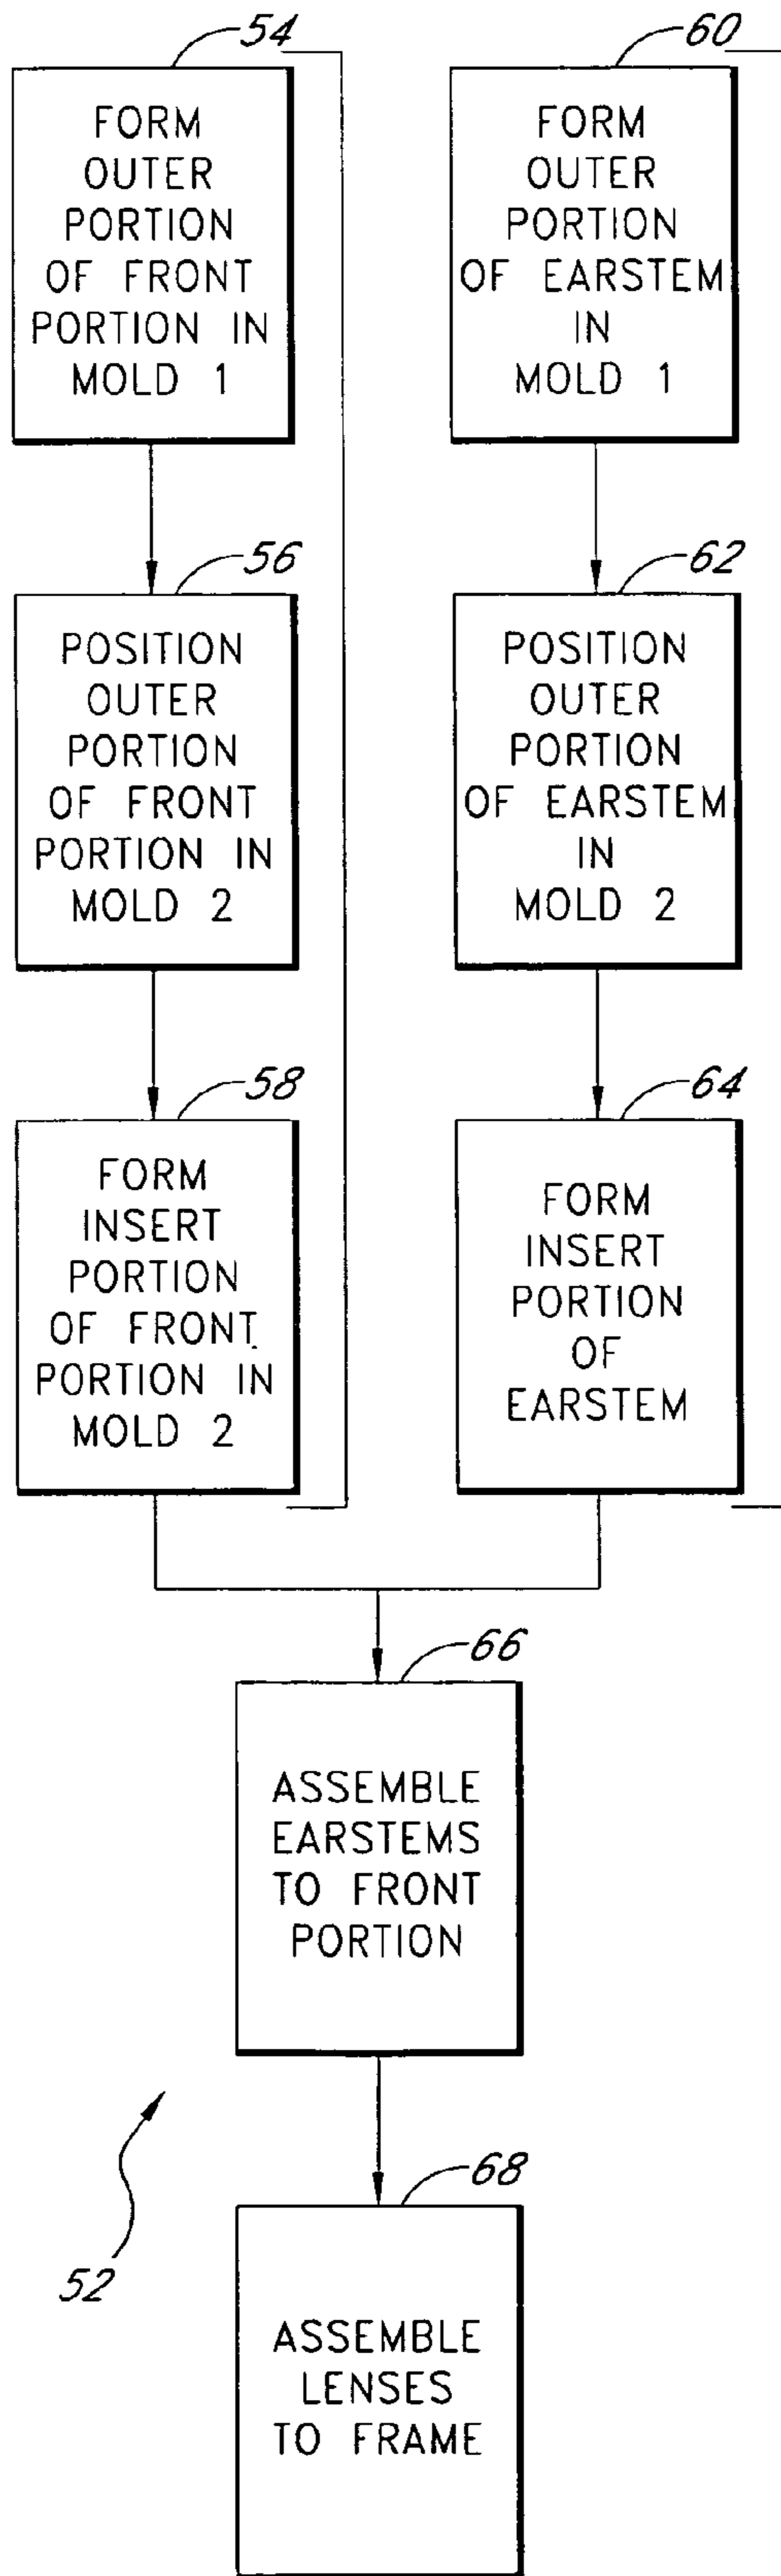 54
FORM
OUTER
PORTION
OF FRONT
PORTION IN
MOLD 1
56
POSITION
OUTER
PORTION
OF FRONT
PORTION IN
MOLD 2
58
FORM
INSERT
PORTION
OF FRONT
PORTION IN
MOLD 2
60
FORM
OUTER
PORTION
OF EARSTEM
IN
MOLD 1
62
POSITION
OUTER
PORTION
OF EARSTEM
IN
MOLD 2
64
FORM
INSERT
PORTION
OF
EARSTEM
66
ASSEMBLE
EARSTEMS
TO FRONT
PORTION
52
68
ASSEMBLE
LENSES
TO FRAME